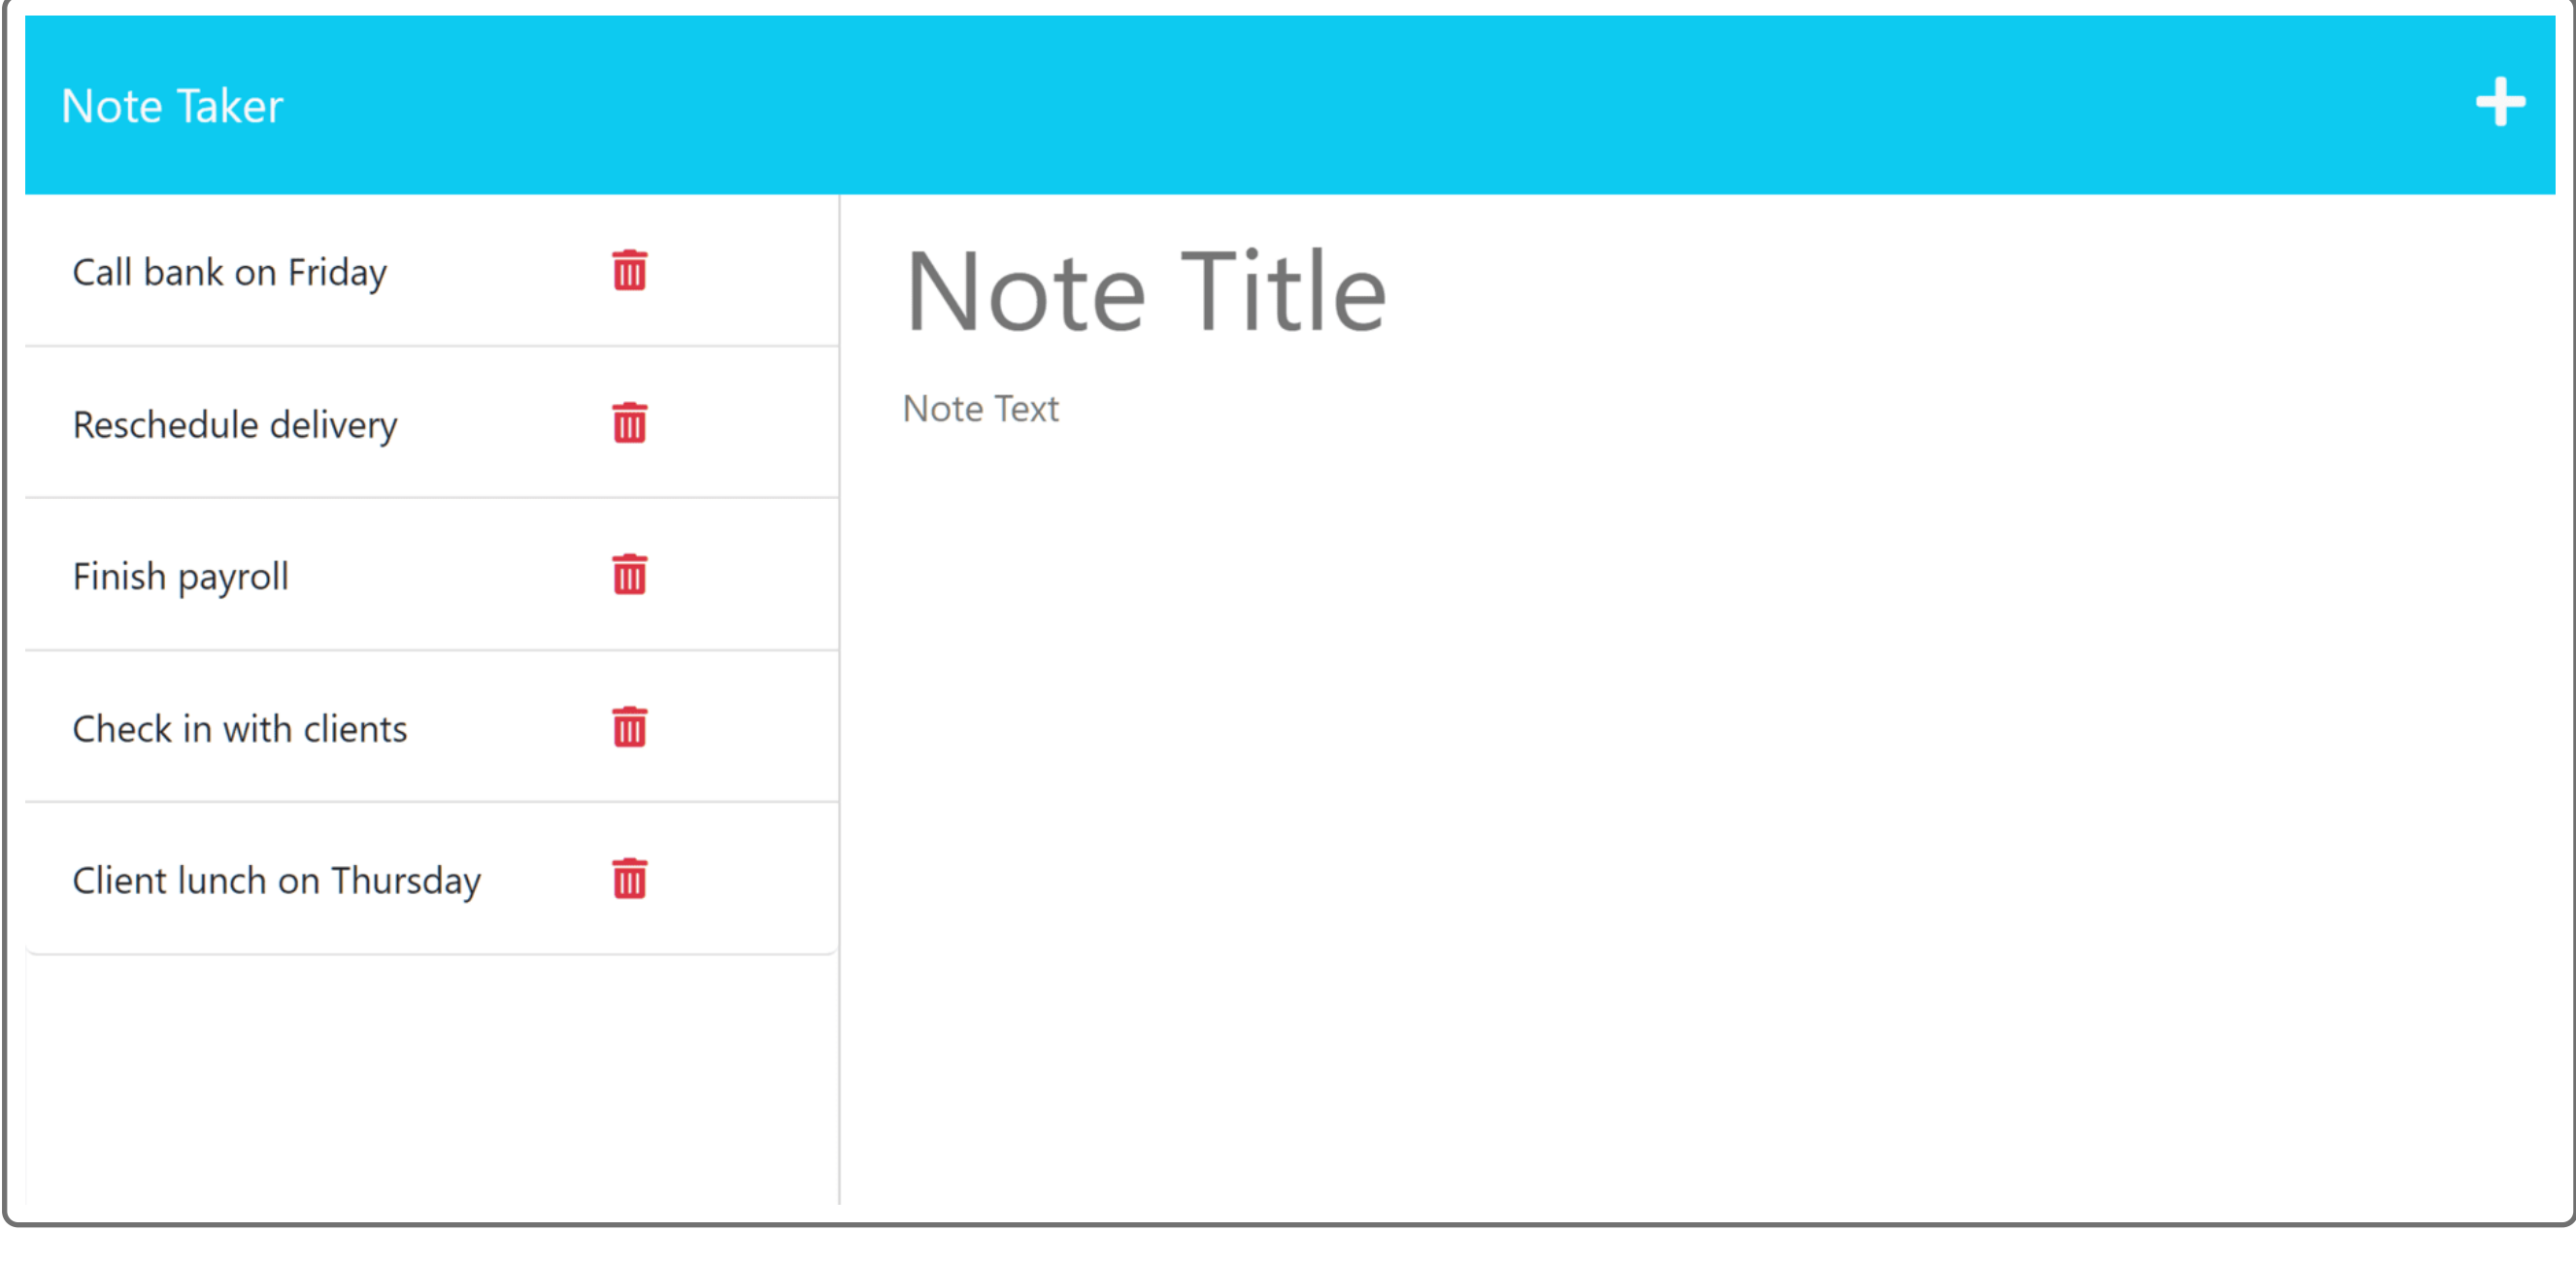 Note Taker
Call bank on Friday
Reschedule delivery
Finish payroll
Check in with clients
Client lunch on Thursday
Note Title
Note Text